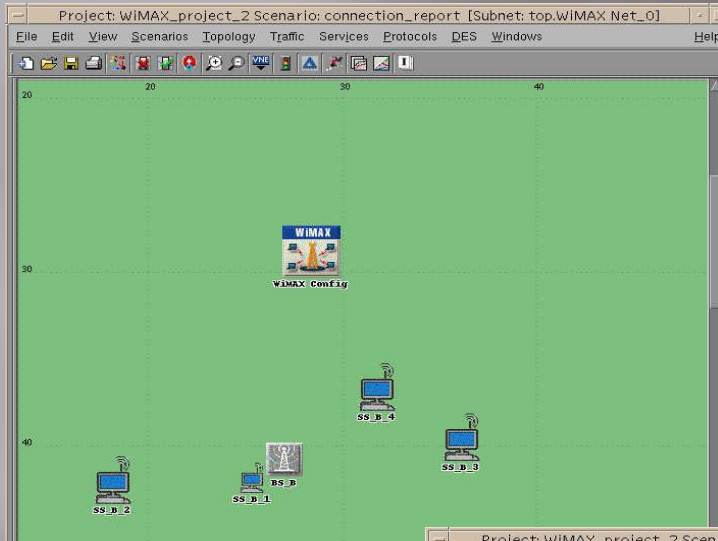 Project: WiMAX_project_2 Scenario: connection_report [Subnet: top.WiMAX Net_0]
File Edit View Scenarios Topology Traffic Services Protocols DES Windows Help
VNE
20 30 40
20
WiMAX
30
WiMAX Config
SS_B_4
40
SS_B_3
BS_B
SS_B_1
SS_B_2
Project: WiMAX_project_2 Scen